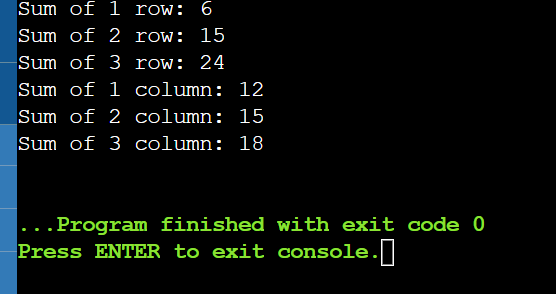 Sum of 1 row: 6
Sum of 2 row: 15
Sum of 3 row: 24
Sum of 1 column: 12
Sum of 2 column: 15
Sum of 3 column: 18
...Program finished with exit code 0
Press ENTER to exit console.